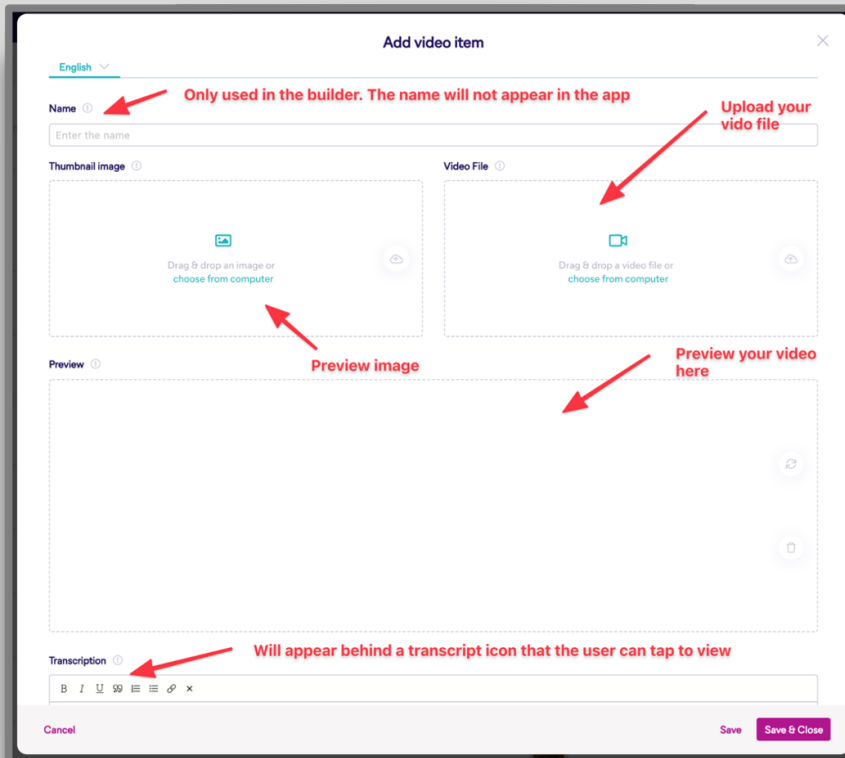 Add video item
English
Only used in the builder. The name will not appear in the app
Name
Enter the name
Upload your
vido file
Thumbnail image
Video File
Drag & drop an image or
choose from computer
Drag & drop a video file or
choose from computer
Preview image
Preview
Preview your video
here
Will appear behind a transcript icon that the user can tap to view
Transcription
B I U
Cancel
Save
Save & Close